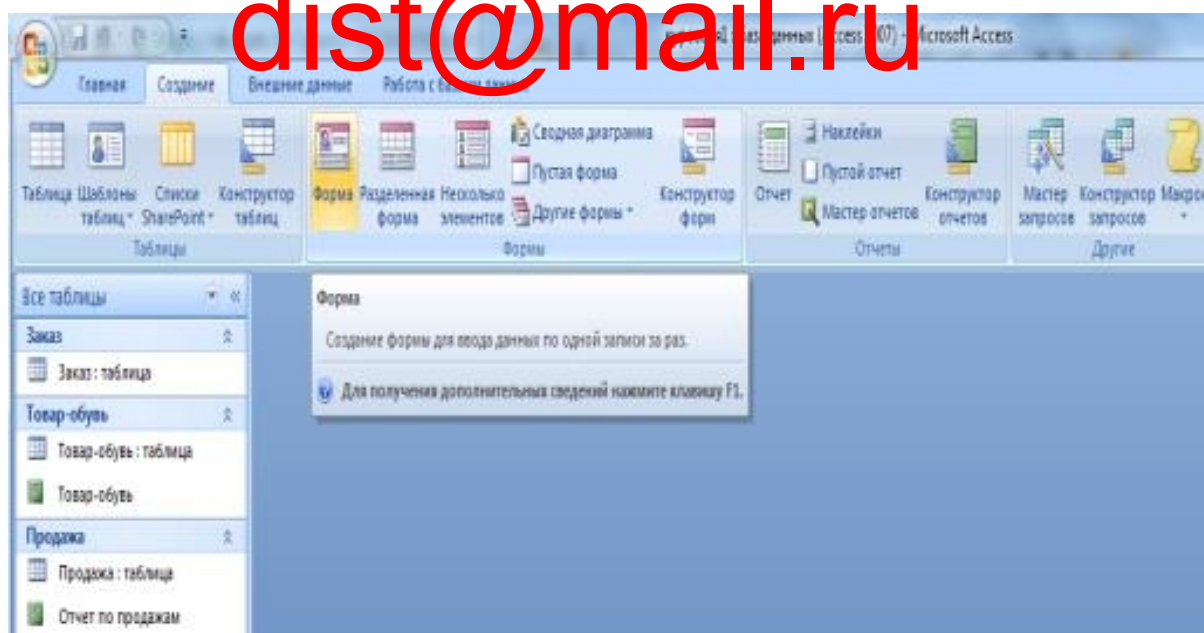 dist@mail.ru
(Access 2007) - Microsoft Access
Главная Создание Внешние данные Работа с базами данных
Таблица Шаблоны таблиц Списки SharePoint Конструктор таблиц
Таблицы
Форма Разделенная форма Несколько элементов
Сводная диаграмма
Пустая форма
Другие формы
Конструктор форм
Формы
Отчет
Наклейки
Пустой отчет
Мастер отчетов
Конструктор отчетов
Отчеты
Мастер запросов Конструктор запросов Макрос
Другие
Все таблицы
Заказ
Заказ : таблица
Товар-обувь
Товар-обувь : таблица
Товар-обувь
Продажа
Продажа : таблица
Отчет по продажам
Форма
Создание формы для ввода данных по одной записи за раз.
Для получения дополнительных сведений нажмите клавишу F1.